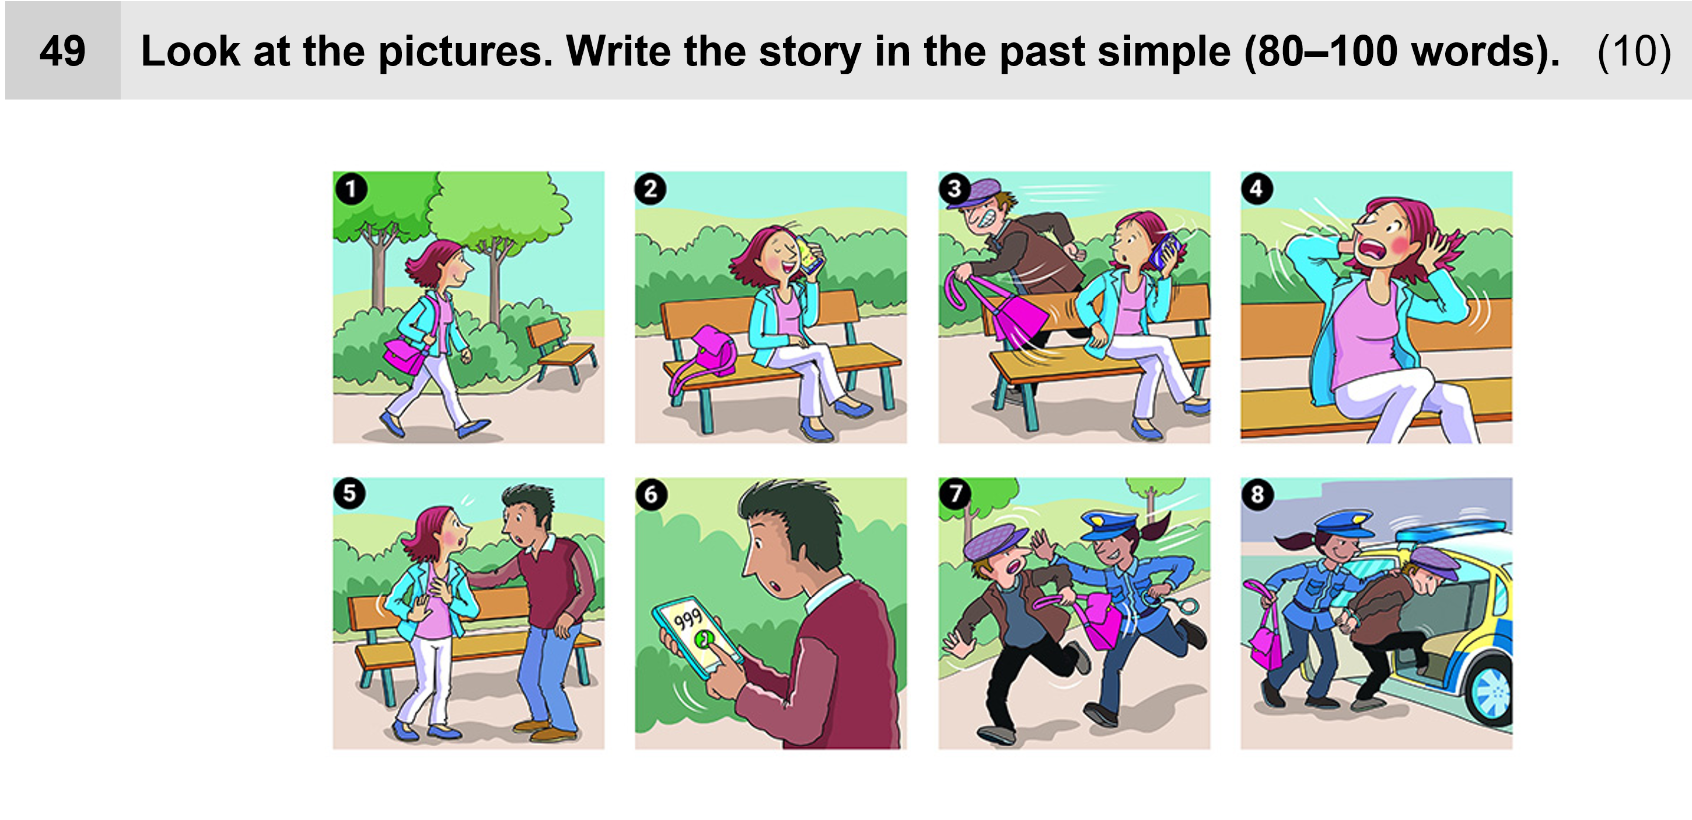 49 Look at the pictures. Write the story in the past simple (80–100 words). (10)
1 2 3 4
5 6 7 8
999